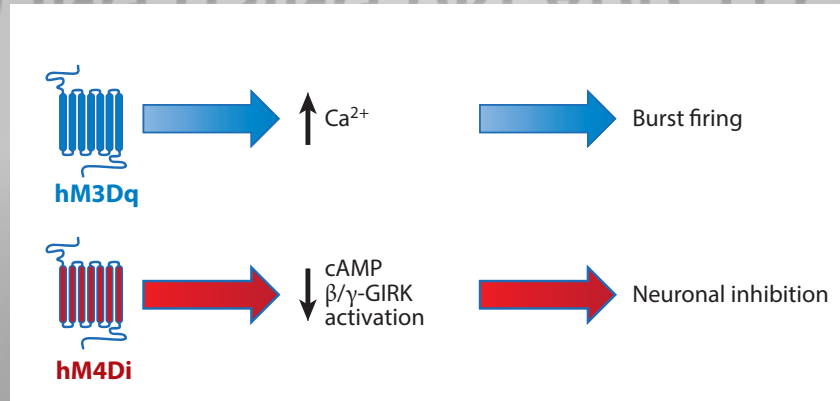 Ca²⁺
Burst firing
hM3Dq
cAMP
β/γ-GIRK
activation
Neuronal inhibition
hM4Di